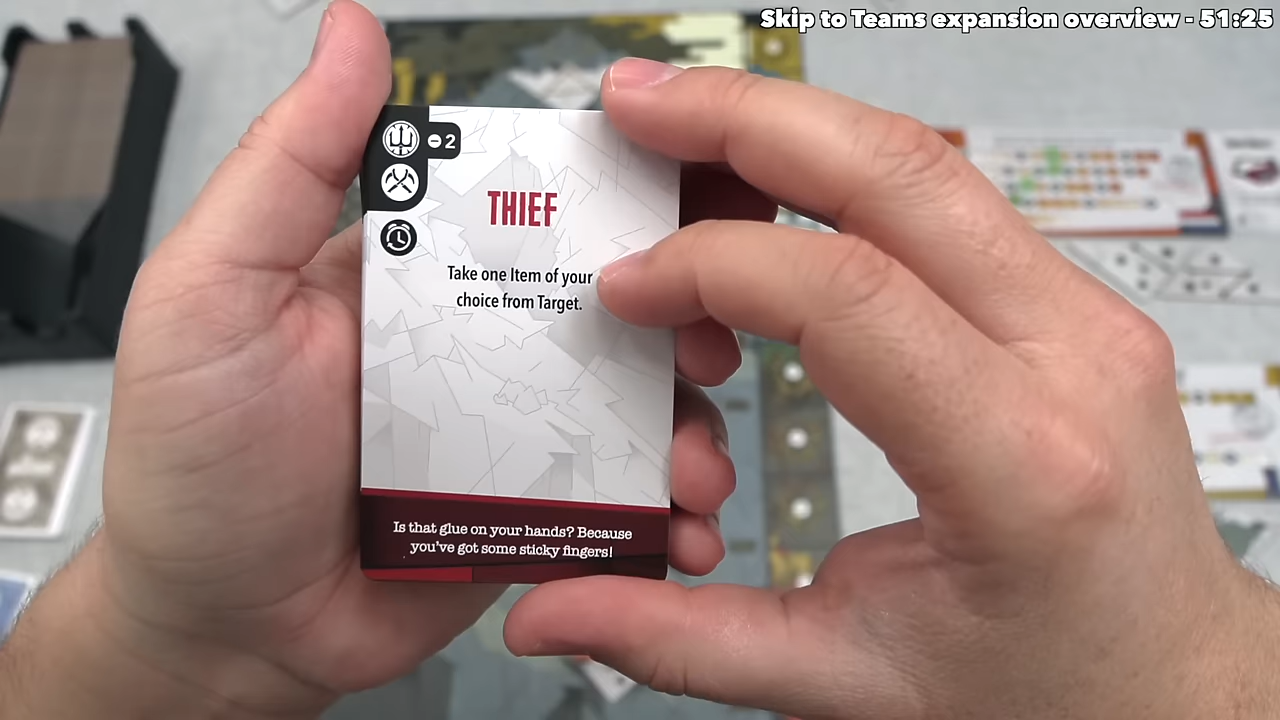 Skip to Teams expansion overview - 51:25
2
THIEF
Take one Item of your
choice from Target.
Is that glue on your hands? Because
you've got some sticky fingers!